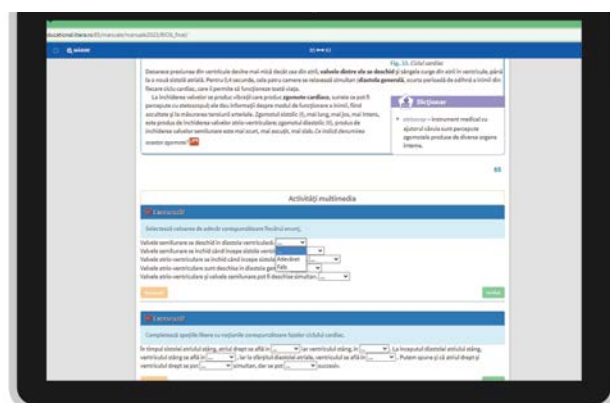 ducational.litera.ro
Fig. 33. Ciclul cardiac
Deoarece presiunea din ventricule devine mai mică decât cea din atrii, valvele dintre ele se deschid și sângele curge din atrii în ventricule, până
la o nouă sistolă atrială. Pentru 0,4 secunde, cele patru camere se relaxează simultan (diastola generală, scurta perioadă de odihnă a inimii din
fiecare ciclu cardiac, care îi permite să funcționeze toată viața.
La închiderea valvelor se produc vibrații care produc zgomote cardiace, sunete ce pot fi
percepute cu stetoscopul; ele dau informații despre modul de funcționare a inimii, fiind
ascultate și la măsurarea tensiunii arteriale. Zgomotul sistolic (I), mai lung, mai jos, mai intens,
este produs de închiderea valvelor atrio-ventriculare; zgomotul diastolic (II), produs de
închiderea valvelor semilunare este mai scurt, mai ascuțit, mai slab. Ce indică denumirea
acestor zgomote?
Dicționar
stetoscop – instrument medical cu
ajutorul căruia sunt percepute
zgomotele produse de diverse organe
interne.
Activități multimedia
Selectează valoarea de adevăr corespunzătoare fiecărui enunț.
Valvele semilunare se deschid în diastola ventriculară. ...
Valvele semilunare se închid când începe sistola
Valvele atrio-ventriculare se închid când începe sistola ...
Adevărat
Fals
Valvele atrio-ventriculare sunt deschise în diastola
Valvele atrio-ventriculare și valvele semilunare pot fi deschise simultan. ...
Completează spațiile libere cu noțiunile corespunzătoare fazelor ciclului cardiac.
În timpul sistolei atriului stâng, atriul drept se află în ... iar ventriculul stâng, în ... . La începutul diastolei atriului stâng,
ventriculul stâng se află în ... , iar la sfârșitul diastolei atriale, ventriculul se află în ... . Putem spune și că atriul drept și
ventriculul drept se pot ... simultan, dar se pot ... succesiv.